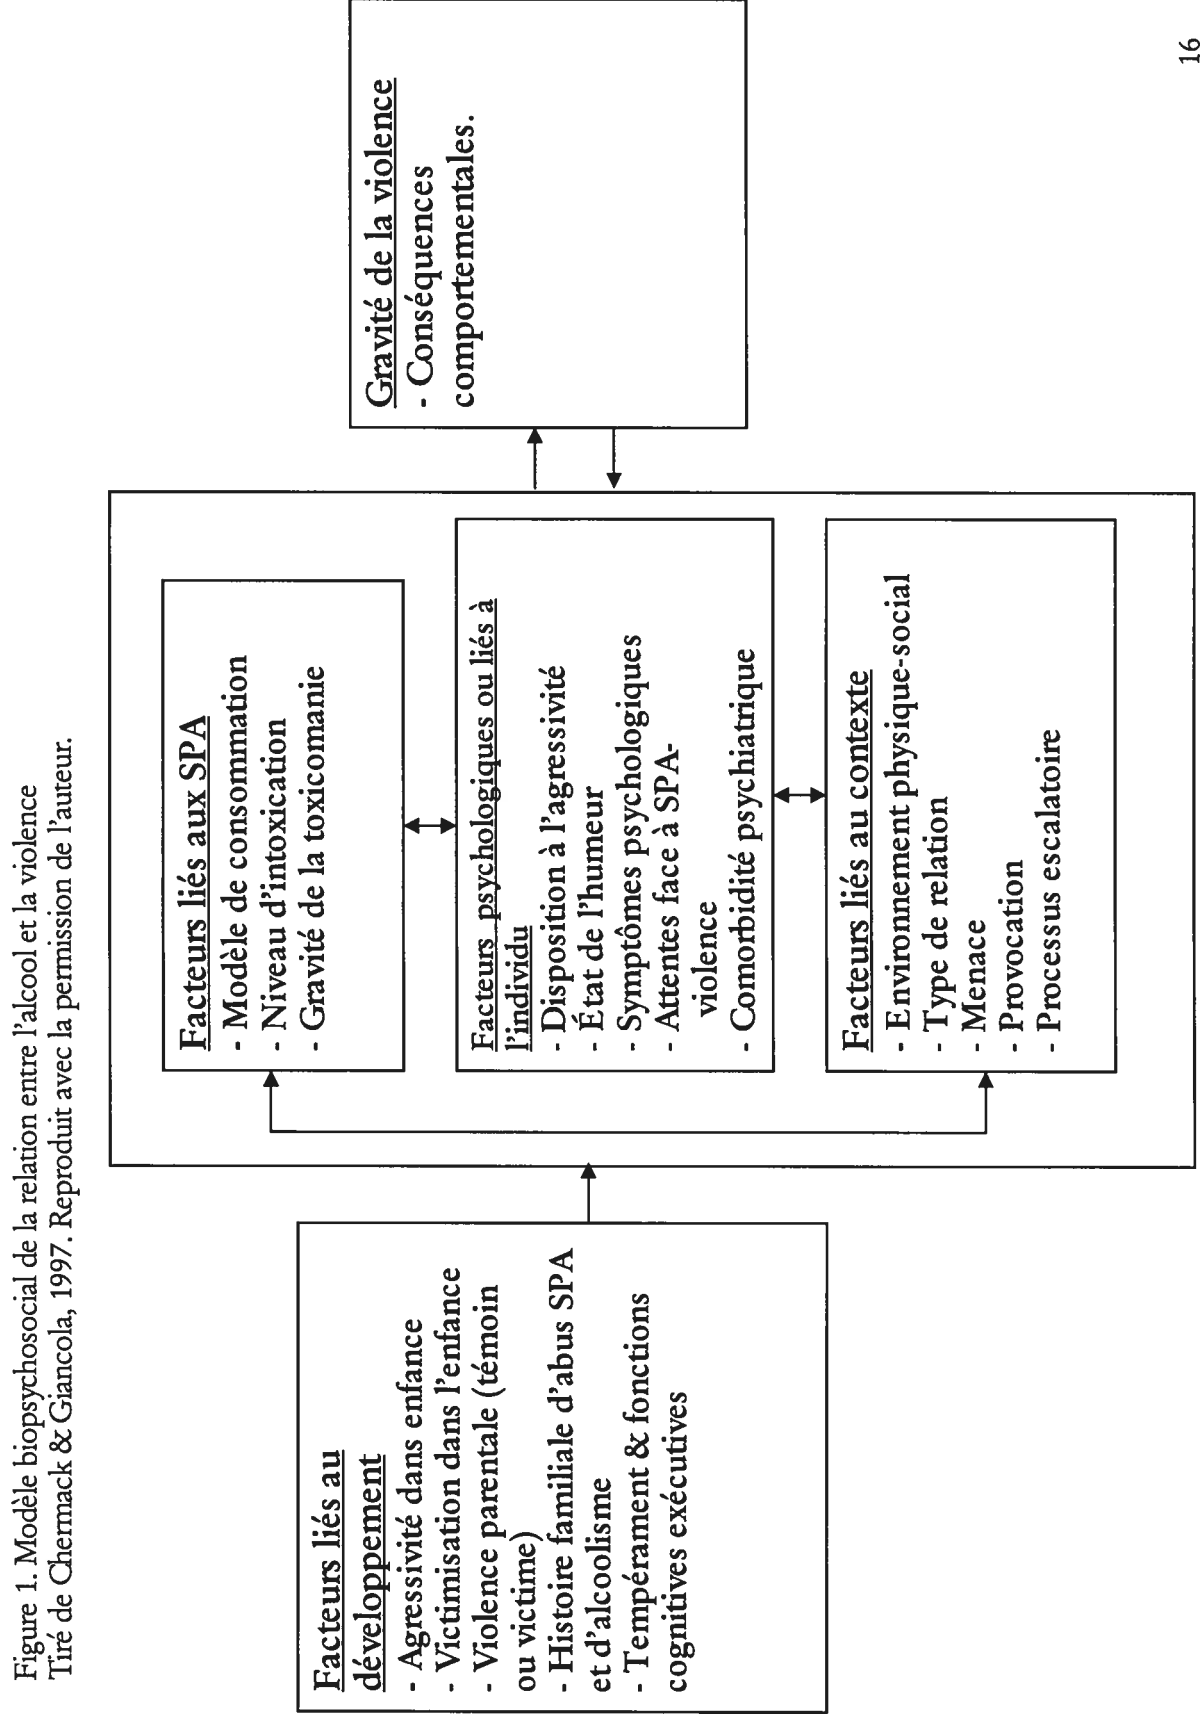 Figure 1. Modèle biopsychosocial de la relation entre l'alcool et la violence
Tiré de Chermack & Giancola, 1997. Reproduit avec la permission de l'auteur.
Facteurs liés au
développement
- Agressivité dans enfance
- Victimisation dans l'enfance
- Violence parentale (témoin
ou victime)
- Histoire familiale d'abus SPA
et d'alcoolisme
- Tempérament & fonctions
cognitives exécutives
Facteurs liés aux SPA
- Modèle de consommation
- Niveau d'intoxication
- Gravité de la toxicomanie
Facteurs psychologiques ou liés à
l'individu
- Disposition à l'agressivité
- État de l'humeur
- Symptômes psychologiques
- Attentes face à SPA-
violence
- Comorbidité psychiatrique
Facteurs liés au contexte
- Environnement physique-social
- Type de relation
- Menace
- Provocation
- Processus escalatoire
Gravité de la violence
- Conséquences
comportementales.
16